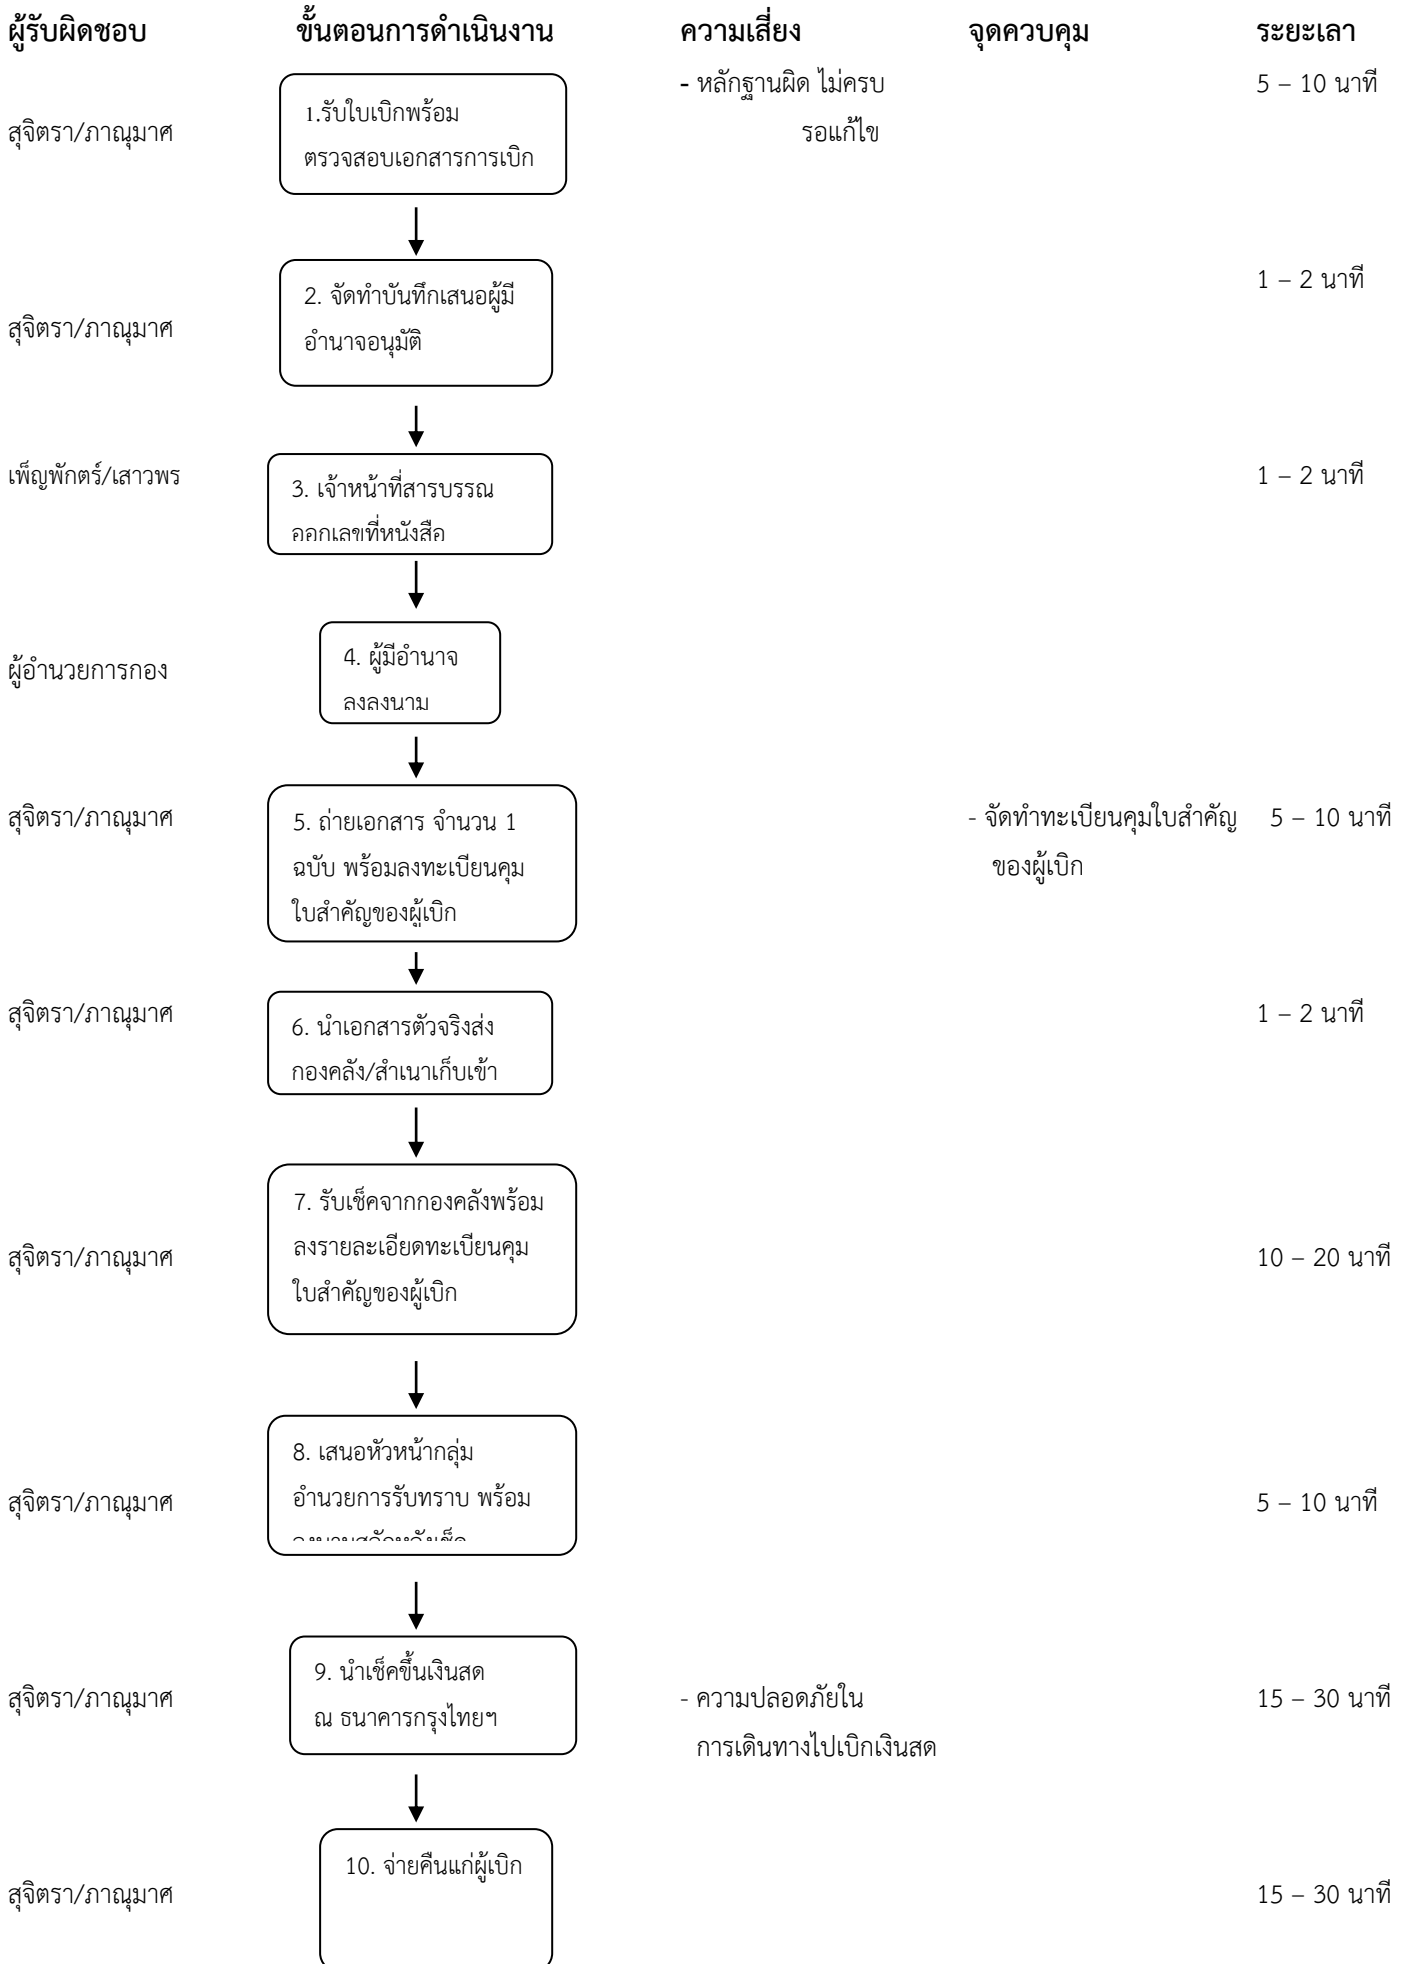 ผู้รับผิดชอบ ขั้นตอนการดำเนินงาน ความเสี่ยง จุดควบคุม ระยะเลา
- หลักฐานผิด ไม่ครบ 5 – 10 นาที
1.รับใบเบิกพร้อม
สุจิตรา/ภาณุมาศ รอแก้ไข
ตรวจสอบเอกสารการเบิก
1 – 2 นาที
2. จัดทำบันทึกเสนอผู้มี
สุจิตรา/ภาณุมาศ
อำนาจอนุมัติ
เพ็ญพักตร์/เสาวพร 1 – 2 นาที
3. เจ้าหน้าที่สารบรรณ
ออกเลขที่หนังสือ
4. ผู้มีอำนาจ
ผู้อำนวยการกอง
ลงลงนาม
สุจิตรา/ภาณุมาศ - จัดทำทะเบียนคุมใบสำคัญ 5 – 10 นาที
5. ถ่ายเอกสาร จำนวน 1
ฉบับ พร้อมลงทะเบียนคุม
ของผู้เบิก
ใบสำคัญของผู้เบิก
สุจิตรา/ภาณุมาศ 1 – 2 นาที
6. นำเอกสารตัวจริงส่ง
กองคลัง/สำเนาเก็บเข้า
7. รับเช็คจากกองคลังพร้อม
ลงรายละเอียดทะเบียนคุม
สุจิตรา/ภาณุมาศ 10 – 20 นาที
ใบสำคัญของผู้เบิก
8. เสนอหัวหน้ากลุ่ม
อำนวยการรับทราบ พร้อม
สุจิตรา/ภาณุมาศ 5 – 10 นาที
9. นำเช็คขึ้นเงินสด
สุจิตรา/ภาณุมาศ - ความปลอดภัยใน 15 – 30 นาที
ณ ธนาคารกรุงไทยฯ
การเดินทางไปเบิกเงินสด
10. จ่ายคืนแก่ผู้เบิก
สุจิตรา/ภาณุมาศ 15 – 30 นาที